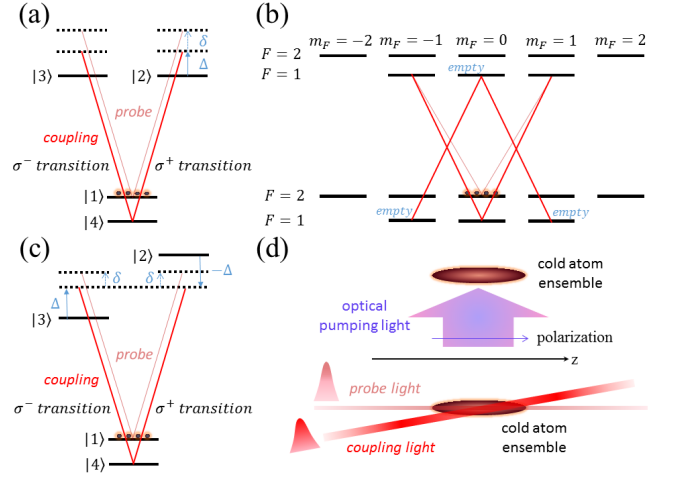 (a)
δ
Δ
|3⟩
|2⟩
probe
coupling
σ⁻ transition
σ⁺ transition
|1⟩
|4⟩
(b)
m_F = −2
m_F = −1
m_F = 0
m_F = 1
m_F = 2
F = 2
F = 1
empty
F = 2
F = 1
empty
empty
(c)
|2⟩
δ
δ
−Δ
Δ
|3⟩
probe
coupling
σ⁻ transition
σ⁺ transition
|1⟩
|4⟩
(d)
cold atom
ensemble
optical
pumping light
polarization
z
probe light
cold atom
ensemble
coupling light